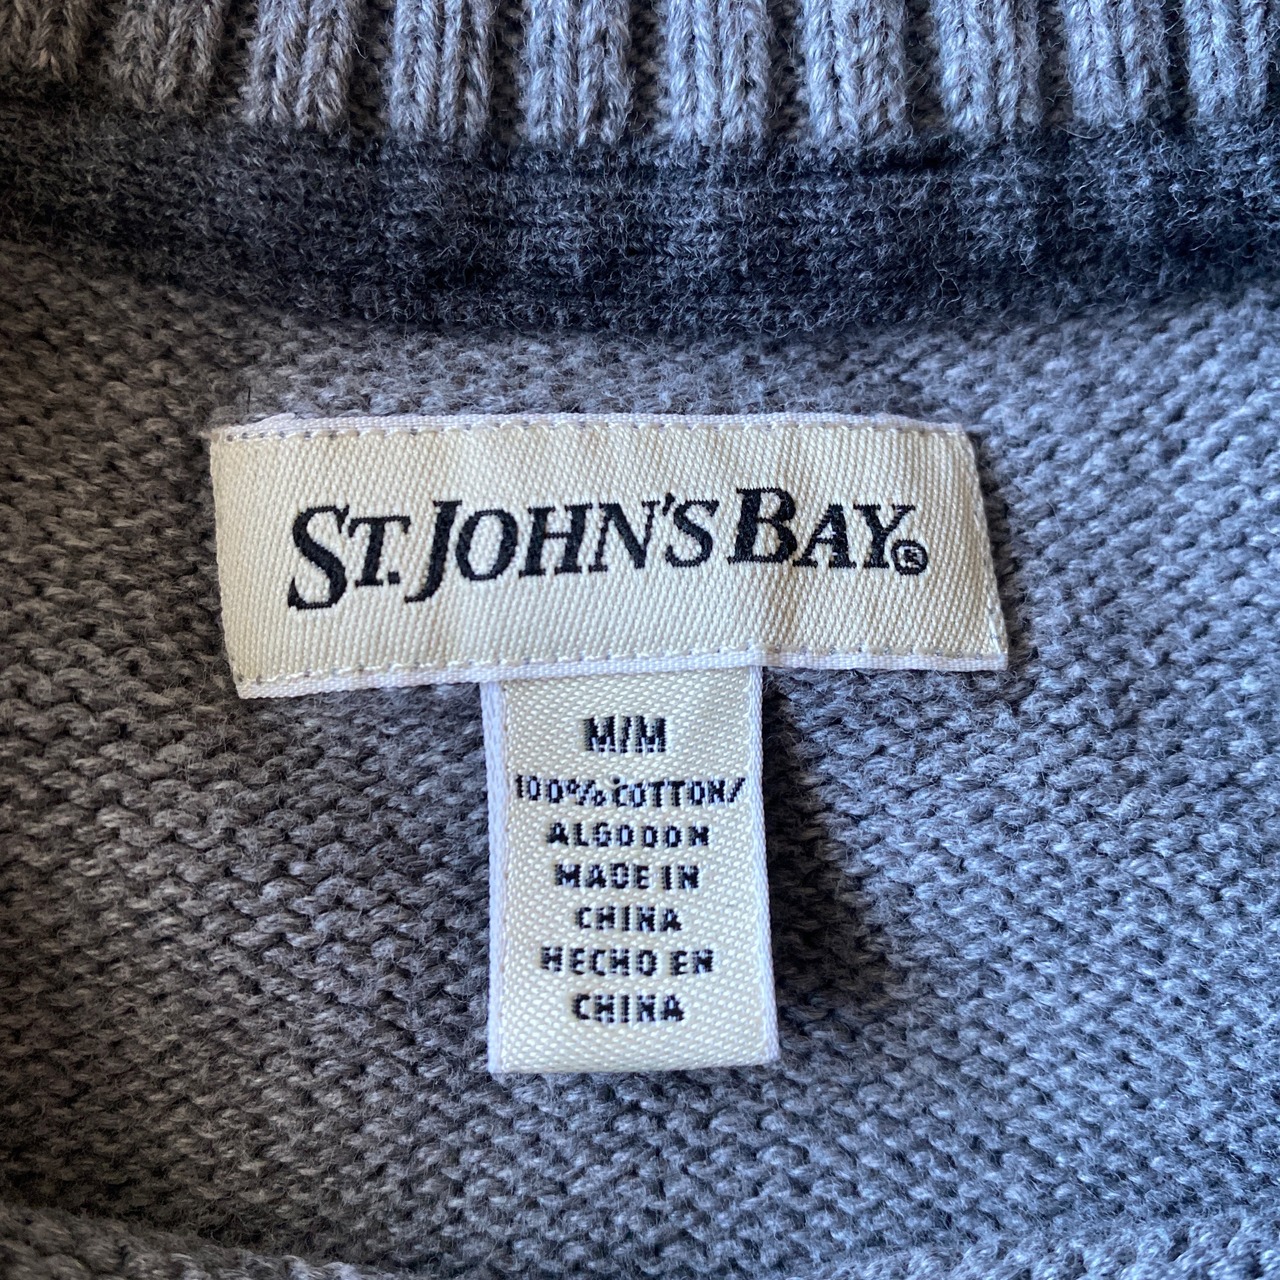 ST. JOHN'S BAY®
M/M
100% COTTON/
ALGODON
MADE IN
CHINA
HECHO EN
CHINA